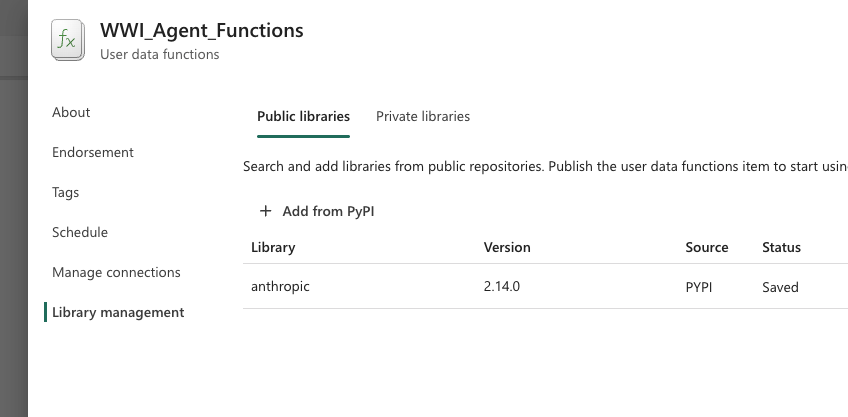 fx
WWI_Agent_Functions
User data functions
About
Endorsement
Tags
Schedule
Manage connections
Library management
Public libraries Private libraries
Search and add libraries from public repositories. Publish the user data functions item to start usin
+ Add from PyPI
Library Version Source Status
anthropic 2.14.0 PYPI Saved